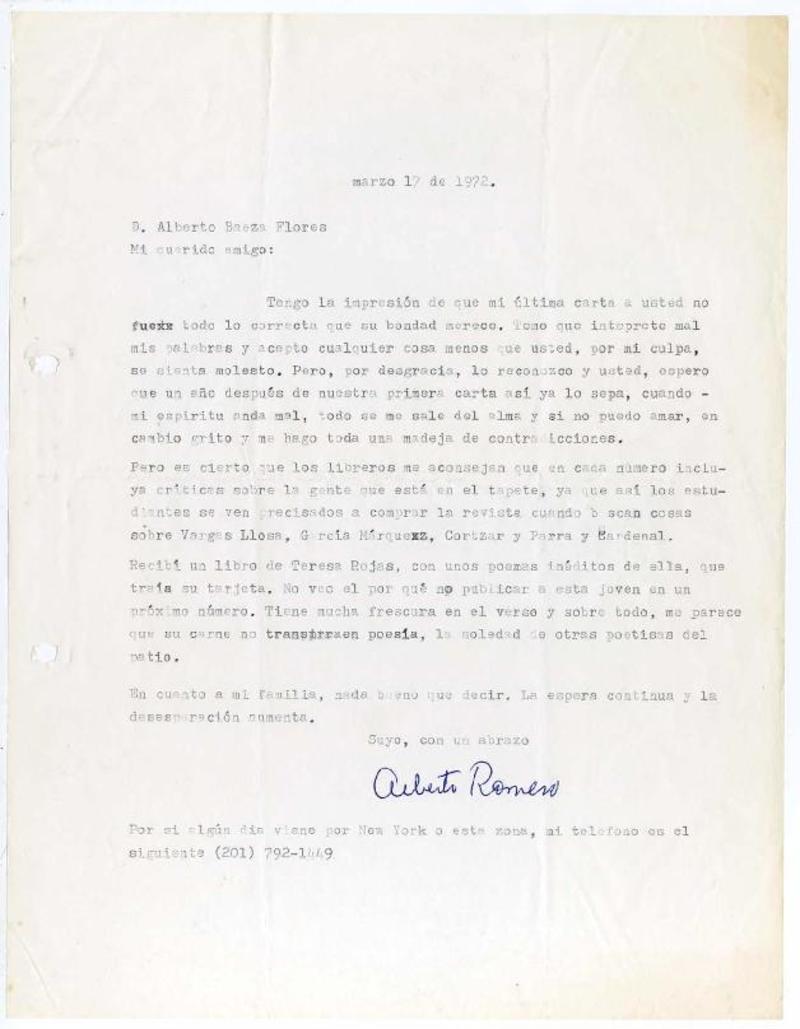 marzo 17 de 1972.
D. Alberto Baeza Flores
Mi querido amigo:
Tengo la impresión de que mi última carta a usted no
fuexx todo lo correcta que su bondad merece. Temo que inteprete mal
mis palabras y acepto cualquier cosa menos que usted, por mi culpa,
se sienta molesto. Pero, por desgracia, lo reconozco y usted, espero
que un año después de nuestra primera carta así ya lo sepa, cuando -
mi espíritu anda mal, todo se me sale del alma y si no puedo amar, en
cambio grito y me hago toda una madeja de contradicciones.
Pero es cierto que los libreros me aconsejan que en cada número inclu-
ya críticas sobre la gente que está en el tapete, ya que así los estu-
diantes se ven precisados a comprar la revista cuando b scan cosas
sobre Vargas Llosa, García Márquexz, Cortzar y Parra y Cardenal.
Recibí un libro de Teresa Rojas, con unos poemas inéditos de ella, que
traía su tarjeta. No veo el por qué no publicar a esta joven en un
próximo número. Tiene mucha frescura en el verso y sobre todo, me parece
que su carne no poesía, la soledad de otras poetisas del
patio.
En cuanto a mi familia, nada bueno que decir. La espera continua y la
desesperación aumenta.
Suyo, con un abrazo
Alberto Romero
Por si algún día viene por New York o esta zona, mi teléfono es el
siguiente (201) 792-1449